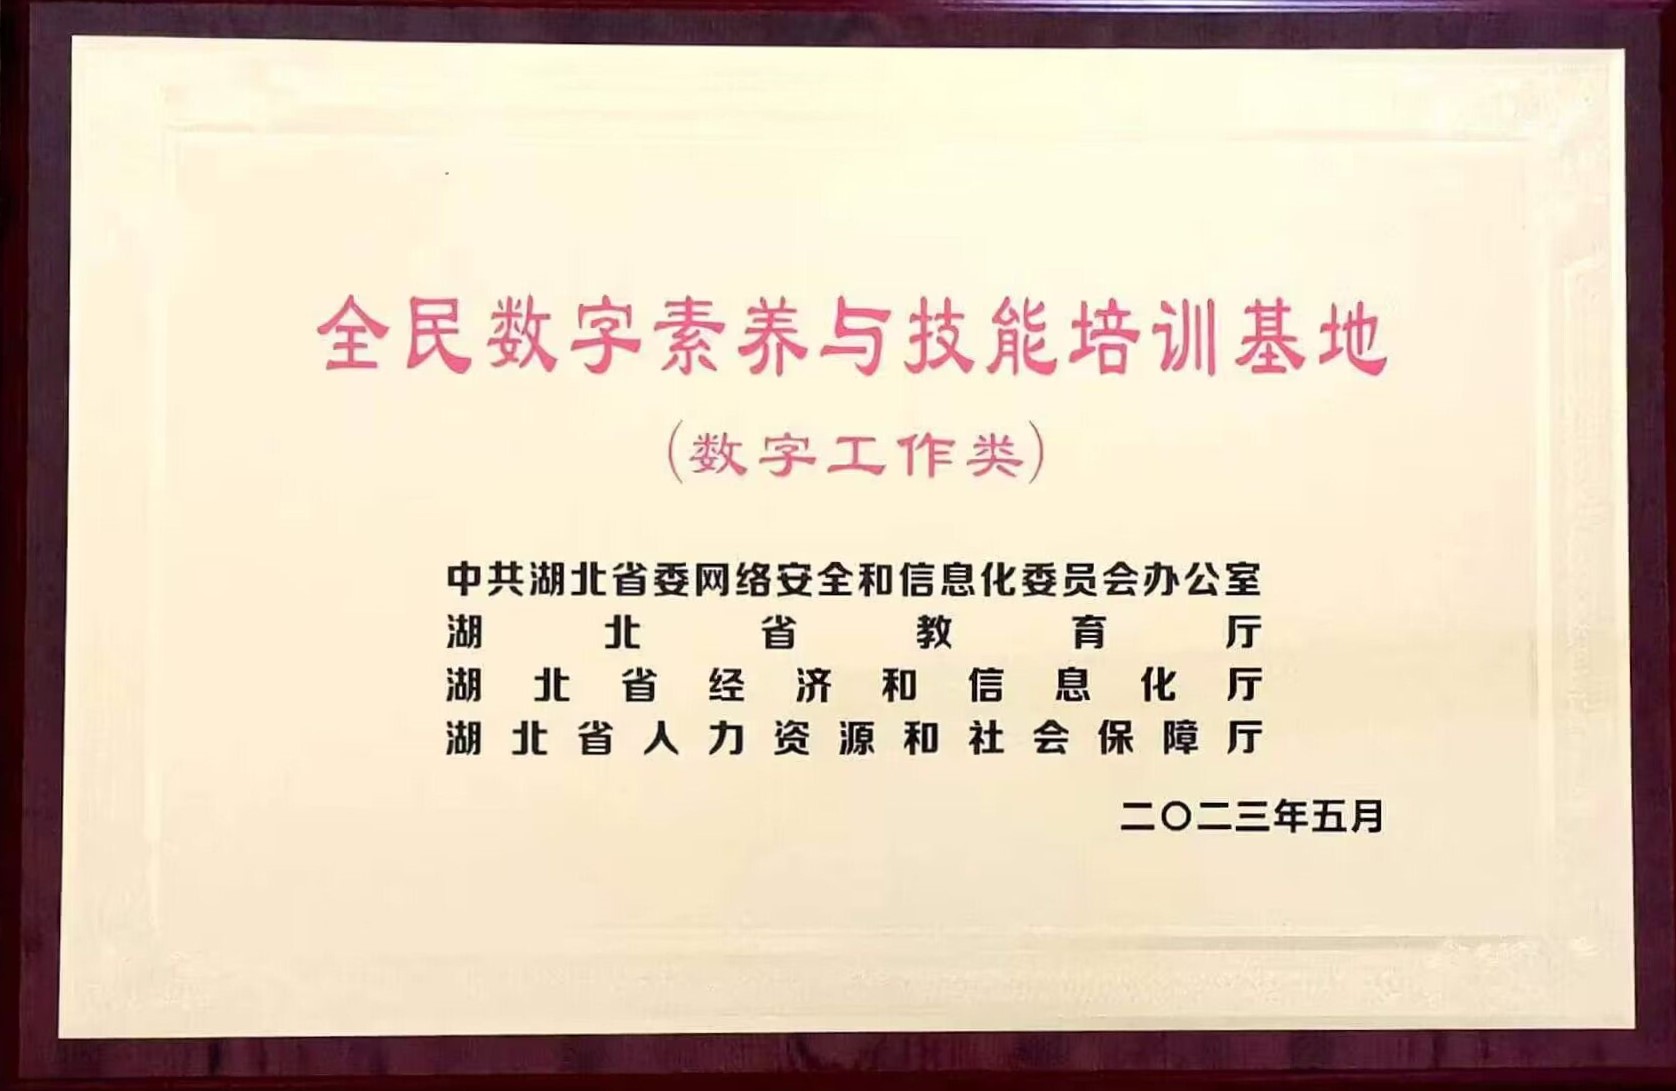 全民数字素养与技能培训基地
（数字工作类）
中共湖北省委网络安全和信息化委员会办公室
湖北省教育厅
湖北省经济和信息化厅
湖北省人力资源和社会保障厅
二〇二三年五月